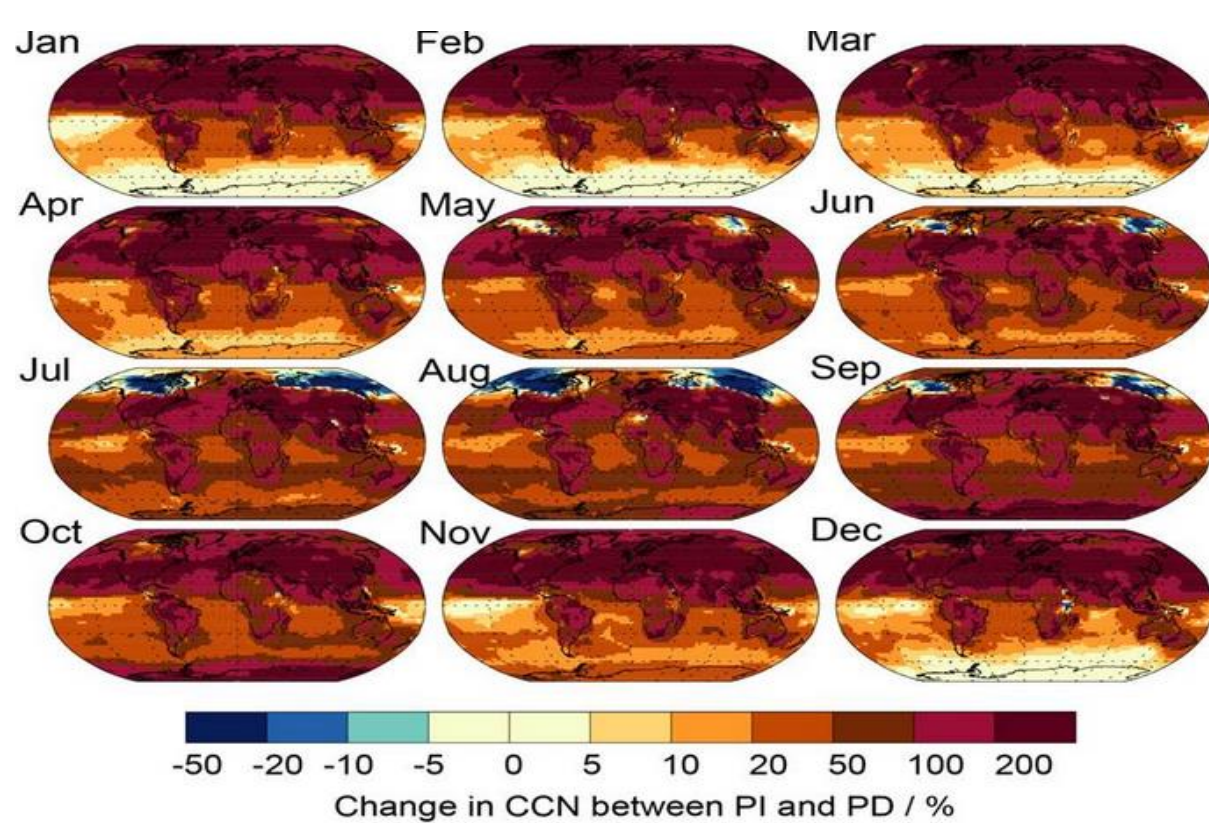 Jan Feb Mar
Apr May Jun
Jul Aug Sep
Oct Nov Dec
-50 -20 -10 -5 0 5 10 20 50 100 200
Change in CCN between PI and PD / %